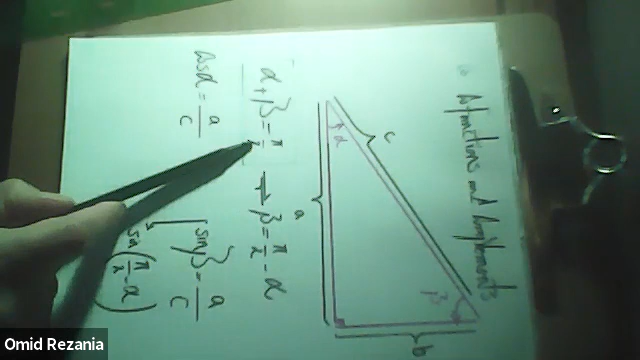 Cofunctions and Complements
c
α
a
β
b
α + β = π/2 → β = π/2 - α
cos α = a/c
sin β = a/c
sin(π/2 - α)
Omid Rezania